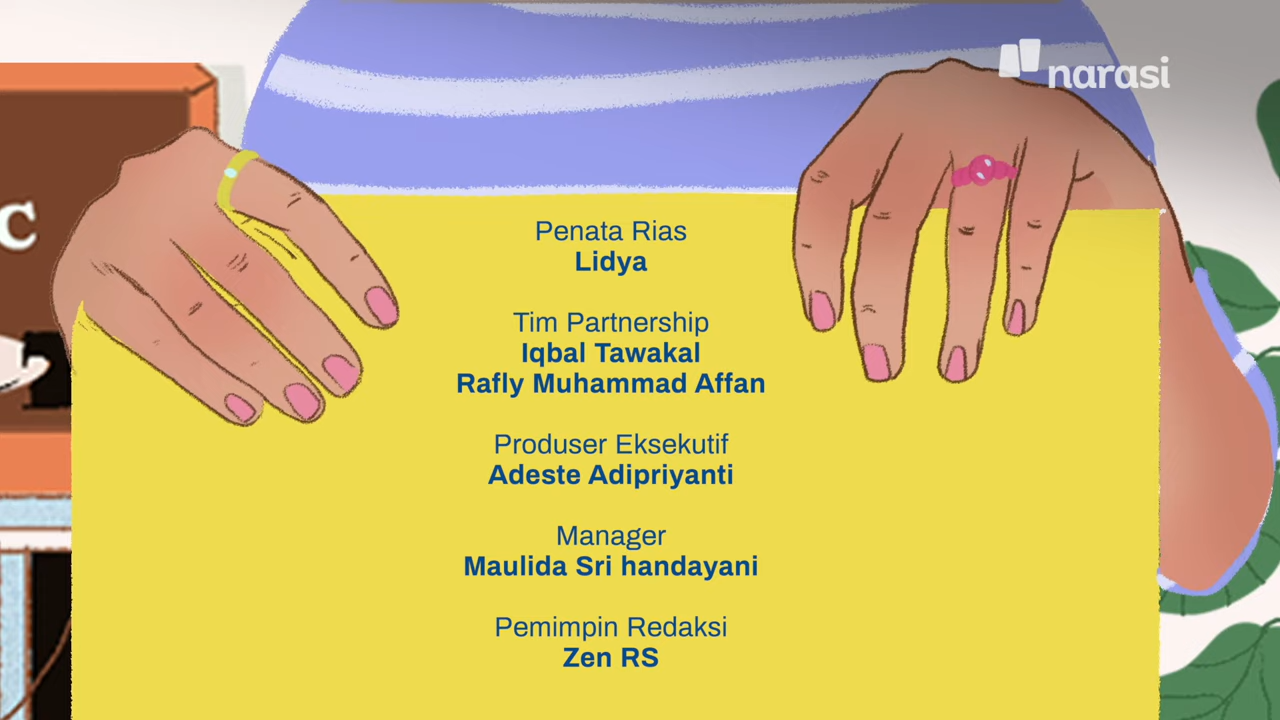 narasi
C
Penata Rias
Lidya
Tim Partnership
Iqbal Tawakal
Rafly Muhammad Affan
Produser Eksekutif
Adeste Adipriyanti
Manager
Maulida Sri handayani
Pemimpin Redaksi
Zen RS